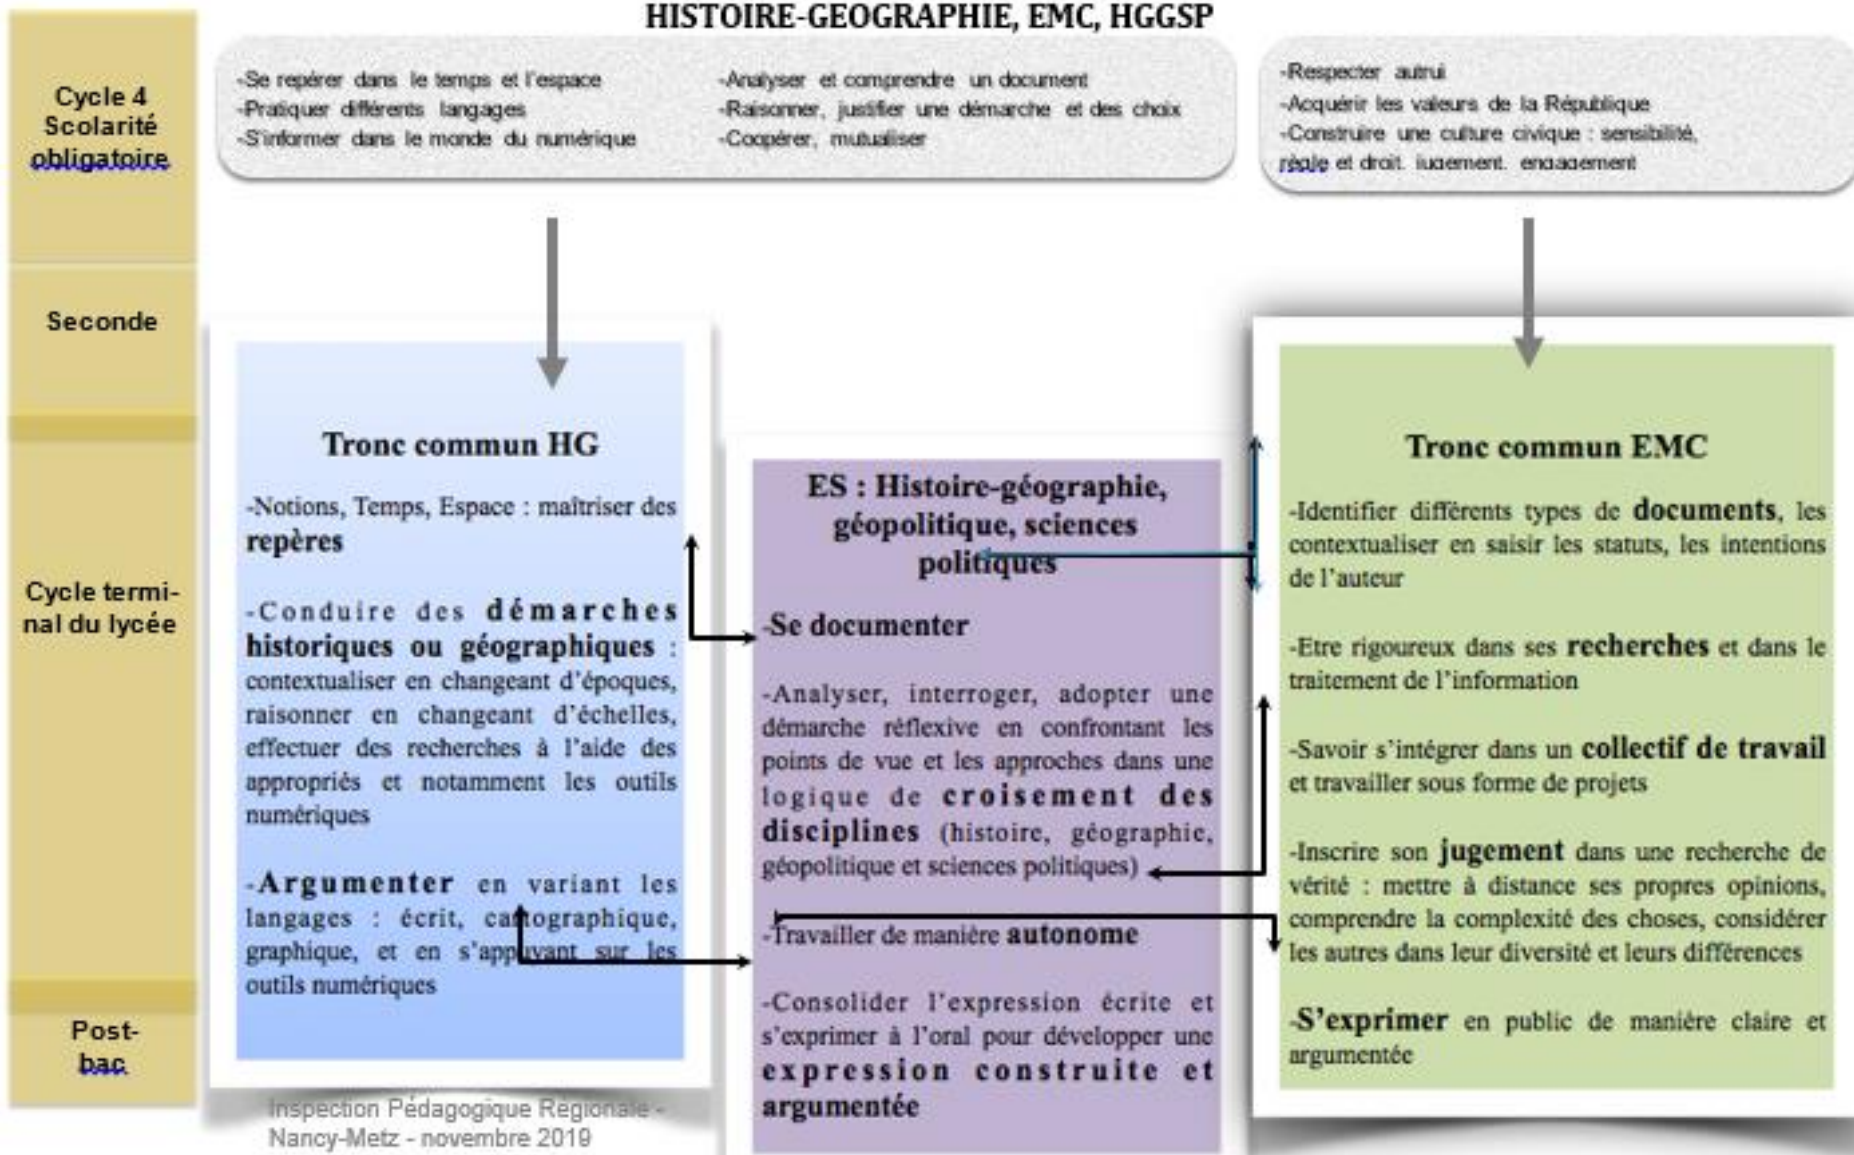 HISTOIRE-GEOGRAPHIE, EMC, HGGSP
Cycle 4
Scolarité
obligatoire
-Se repérer dans le temps et l'espace
-Pratiquer différents langages
-S'informer dans le monde du numérique
-Analyser et comprendre un document
-Raisonner, justifier une démarche et des choix
-Coopérer, mutualiser
-Respecter autrui
-Acquérir les valeurs de la République
-Construire une culture civique : sensibilité,
règle et droit, jugement, engagement
Seconde
Cycle termi-
nal du lycée
Post-
bac
Tronc commun HG
-Notions, Temps, Espace : maîtriser des
repères
-Conduire des démarches
historiques ou géographiques :
contextualiser en changeant d'époques,
raisonner en changeant d'échelles,
effectuer des recherches à l'aide des
appropriés et notamment les outils
numériques
-Argumenter en variant les
langages : écrit, cartographique,
graphique, et en s'appuyant sur les
outils numériques
ES : Histoire-géographie,
géopolitique, sciences
politiques
-Se documenter
-Analyser, interroger, adopter une
démarche réflexive en confrontant les
points de vue et les approches dans une
logique de croisement des
disciplines (histoire, géographie,
géopolitique et sciences politiques)
-Travailler de manière autonome
-Consolider l'expression écrite et
s'exprimer à l'oral pour développer une
expression construite et
argumentée
Tronc commun EMC
-Identifier différents types de documents, les
contextualiser en saisir les statuts, les intentions
de l'auteur
-Etre rigoureux dans ses recherches et dans le
traitement de l'information
-Savoir s'intégrer dans un collectif de travail
et travailler sous forme de projets
-Inscrire son jugement dans une recherche de
vérité : mettre à distance ses propres opinions,
comprendre la complexité des choses, considérer
les autres dans leur diversité et leurs différences
-S'exprimer en public de manière claire et
argumentée
Inspection Pédagogique Régionale -
Nancy-Metz - novembre 2019